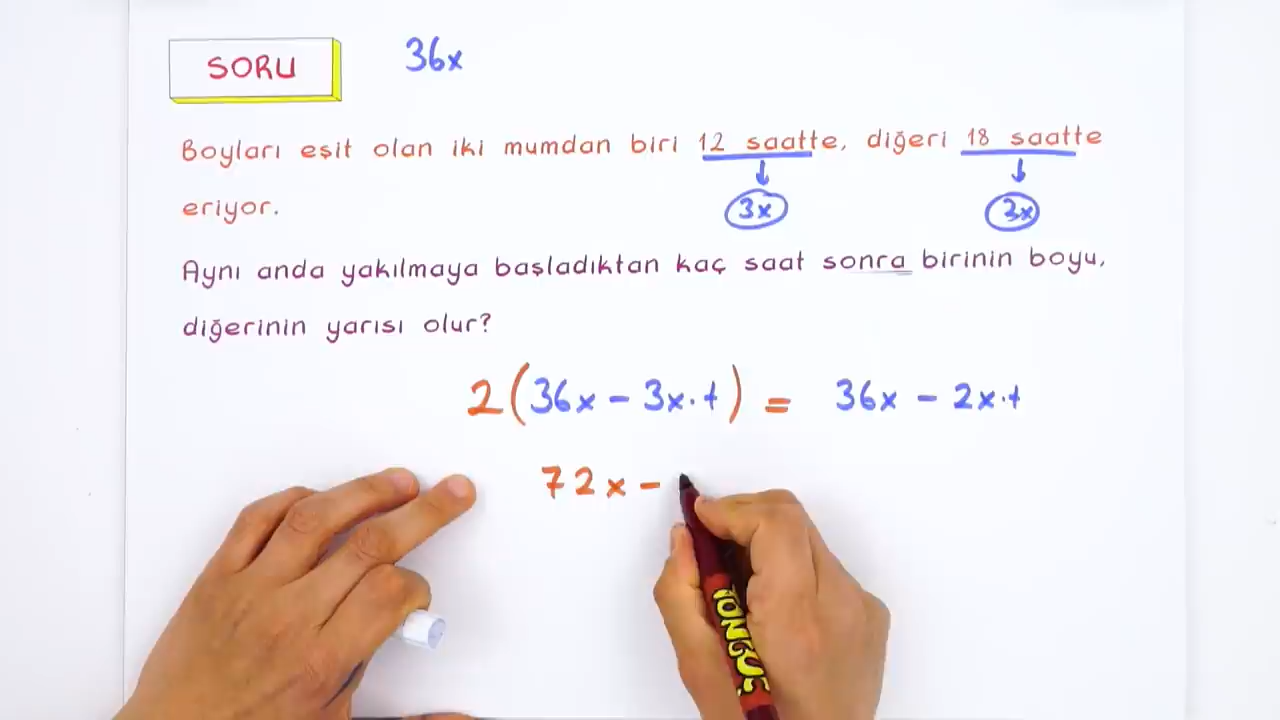 SORU
36x
Boyları eşit olan iki mumdan biri 12 saatte, diğeri 18 saatte
3x
3x
eriyor.
Aynı anda yakılmaya başladıktan kaç saat sonra birinin boyu,
diğerinin yarısı olur?
2(36x - 3x.t) = 36x - 2x.t
72x -